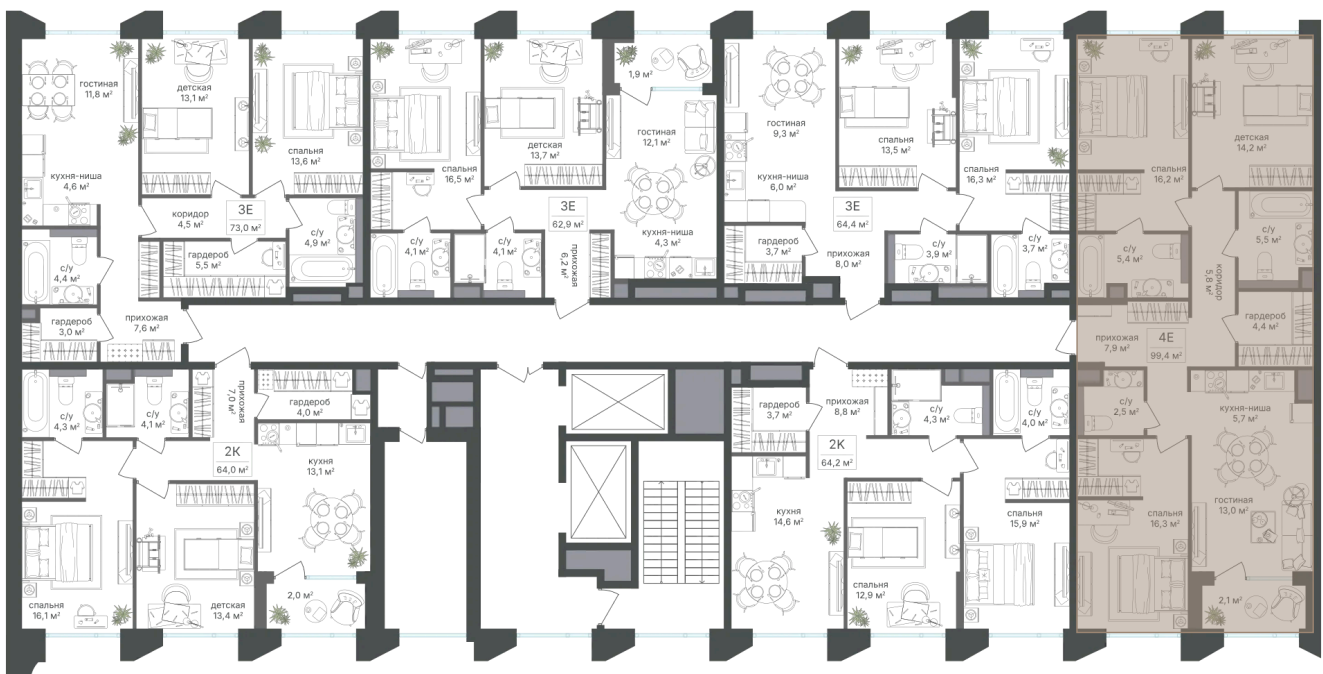 гостиная
11,8 м²
кухня-ниша
4,6 м²
детская
13,1 м²
спальня
13,6 м²
коридор
4,5 м²
3Е
73,0 м²
с/у
4,9 м²
гардероб
5,5 м²
с/у
4,4 м²
гардероб
3,0 м²
прихожая
7,6 м²
спальня
16,5 м²
детская
13,7 м²
1,9 м²
гостиная
12,1 м²
3Е
62,9 м²
кухня-ниша
4,3 м²
с/у
4,1 м²
с/у
4,1 м²
прихожая
6,2 м²
гостиная
9,3 м²
кухня-ниша
6,0 м²
спальня
13,5 м²
спальня
16,3 м²
3Е
64,4 м²
гардероб
3,7 м²
прихожая
8,0 м²
с/у
3,9 м²
с/у
3,7 м²
спальня
16,2 м²
детская
14,2 м²
с/у
5,4 м²
с/у
5,5 м²
коридор
5,8 м²
гардероб
4,4 м²
прихожая
7,9 м²
4Е
99,4 м²
с/у
2,5 м²
кухня-ниша
5,7 м²
гостиная
13,0 м²
спальня
16,3 м²
2,1 м²
с/у
4,3 м²
с/у
4,1 м²
прихожая
7,0 м²
гардероб
4,0 м²
2К
64,0 м²
кухня
13,1 м²
спальня
16,1 м²
детская
13,4 м²
2,0 м²
гардероб
3,7 м²
прихожая
8,8 м²
с/у
4,3 м²
с/у
4,0 м²
2К
64,2 м²
кухня
14,6 м²
спальня
12,9 м²
спальня
15,9 м²